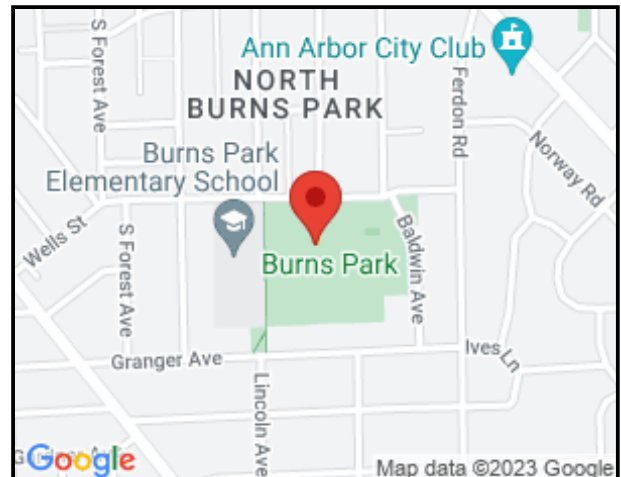 S Forest Ave
Ann Arbor City Club
NORTH
BURNS PARK
Ferdon Rd
Burns Park
Elementary School
Norway Rd
Wells St
S Forest Ave
Burns Park
Baldwin Ave
Granger Ave
Ives Ln
Lincoln Ave
Google
Map data ©2023 Google